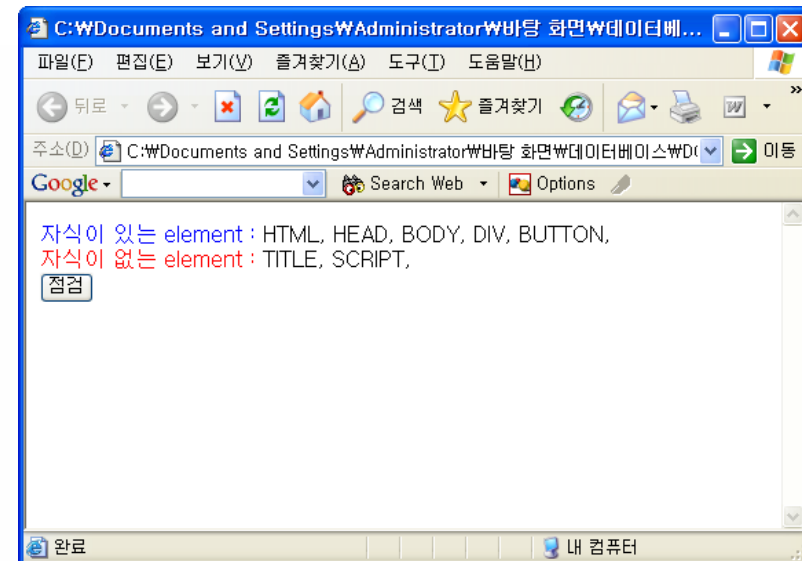 C:₩Documents and Settings₩Administrator₩바탕 화면₩데이터베...
파일(F) 편집(E) 보기(V) 즐겨찾기(A) 도구(T) 도움말(H)
뒤로 검색 즐겨찾기
주소(D) C:₩Documents and Settings₩Administrator₩바탕 화면₩데이터베이스₩D( 이동
Google Search Web Options
자식이 있는 element : HTML, HEAD, BODY, DIV, BUTTON,
자식이 없는 element : TITLE, SCRIPT,
점검
완료 내 컴퓨터